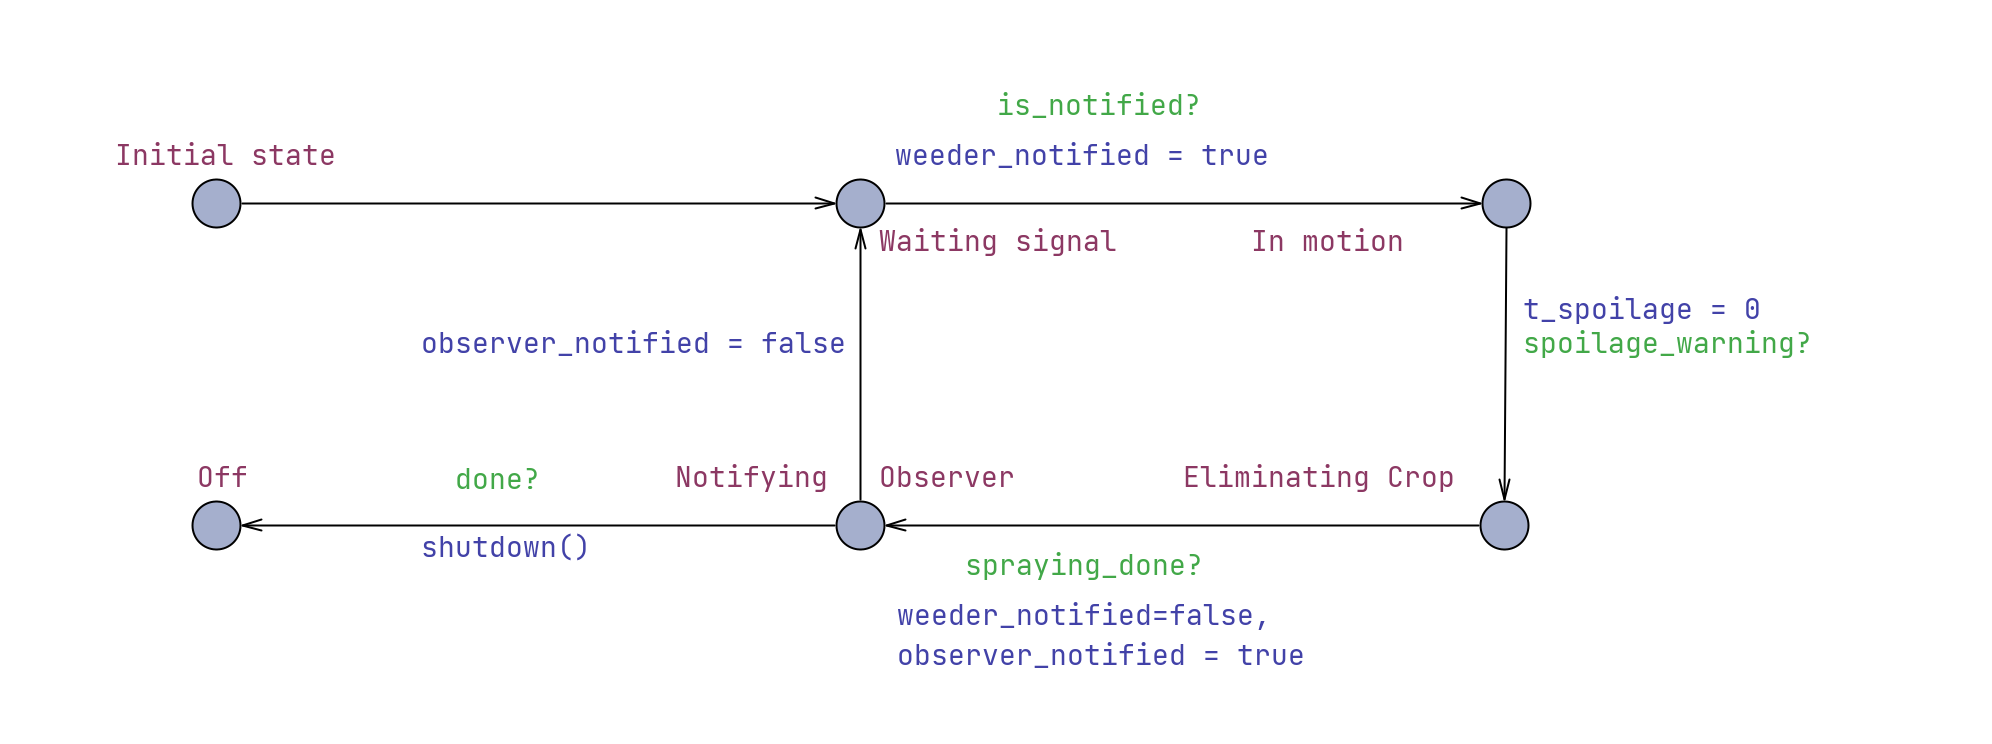 is_notified?
Initial state
weeder_notified = true
Waiting signal
In motion
t_spoilage = 0
observer_notified = false
spoilage_warning?
Off
done?
Notifying Observer
Eliminating Crop
shutdown()
spraying_done?
weeder_notified=false,
observer_notified = true